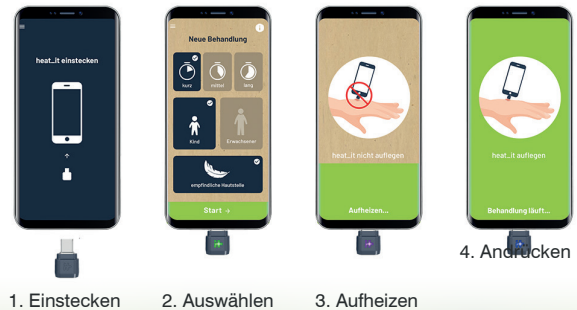 heat_it einstecken
Neue Behandlung
kurz
mittel
lang
Kind
Erwachsener
empfindliche Hautstelle
Start →
heat_it nicht auflegen
Aufheizen...
heat_it auflegen
Behandlung läuft...
1. Einstecken
2. Auswählen
3. Aufheizen
4. Andrücken